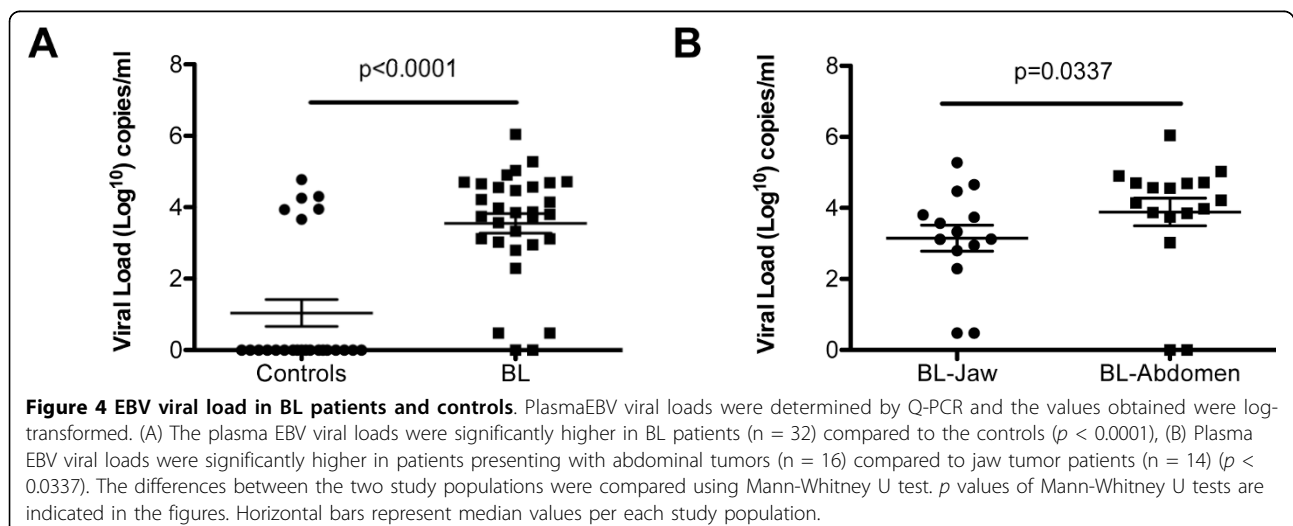 A
B
Viral Load (Log¹⁰) copies/ml
8
6
4
2
0
p<0.0001
Controls
BL
Viral Load (Log¹⁰) copies/ml
8
6
4
2
0
p=0.0337
BL-Jaw
BL-Abdomen
Figure 4 EBV viral load in BL patients and controls. PlasmaEBV viral loads were determined by Q-PCR and the values obtained were log-
transformed. (A) The plasma EBV viral loads were significantly higher in BL patients (n = 32) compared to the controls (p < 0.0001), (B) Plasma
EBV viral loads were significantly higher in patients presenting with abdominal tumors (n = 16) compared to jaw tumor patients (n = 14) (p <
0.0337). The differences between the two study populations were compared using Mann-Whitney U test. p values of Mann-Whitney U tests are
indicated in the figures. Horizontal bars represent median values per each study population.